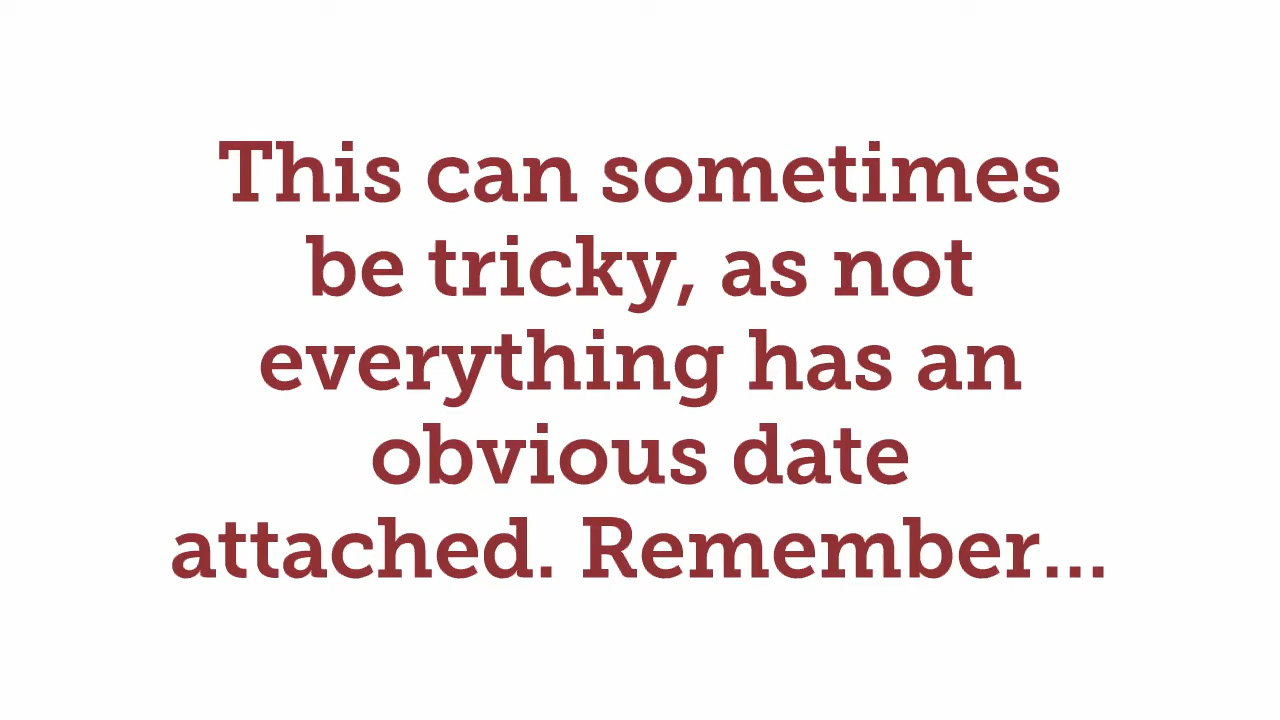 This can sometimes
be tricky, as not
everything has an
obvious date
attached. Remember...